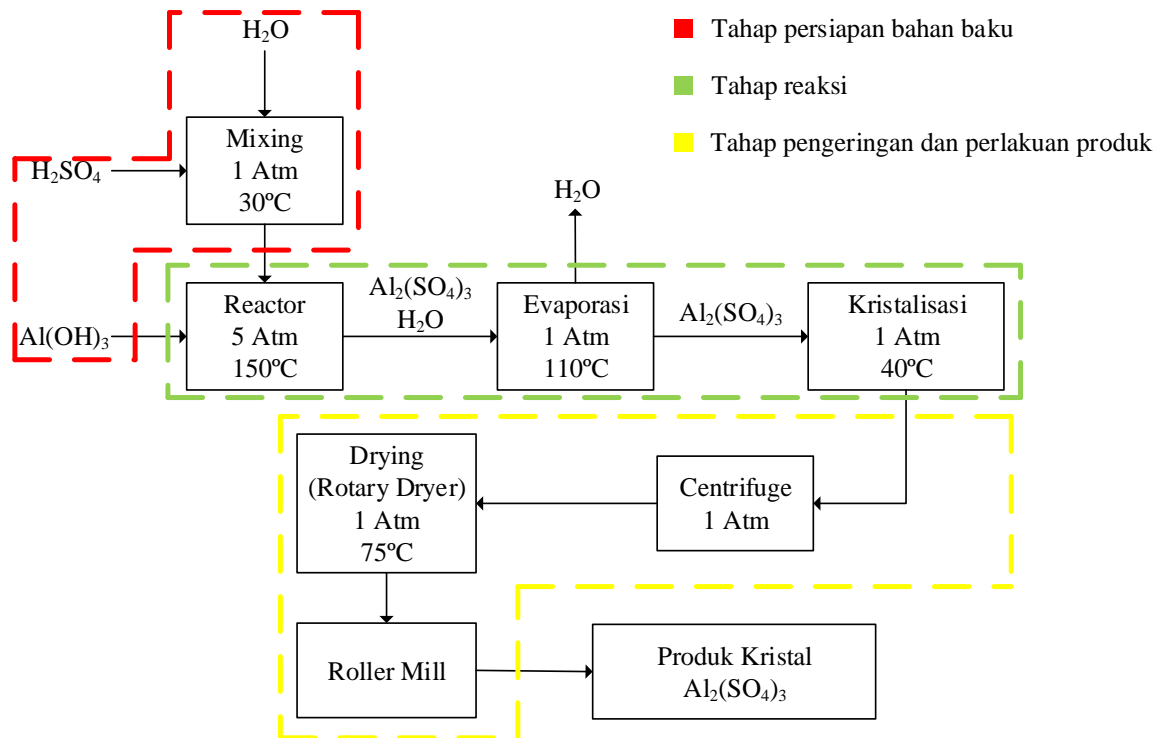 H₂O
Tahap persiapan bahan baku
Tahap reaksi
Tahap pengeringan dan perlakuan produk
Mixing
1 Atm
30ºC
H₂SO₄
H₂O
Al(OH)₃
Reactor
5 Atm
150ºC
Al₂(SO₄)₃
H₂O
Evaporasi
1 Atm
110ºC
Al₂(SO₄)₃
Kristalisasi
1 Atm
40ºC
Drying
(Rotary Dryer)
1 Atm
75ºC
Centrifuge
1 Atm
Roller Mill
Produk Kristal
Al₂(SO₄)₃